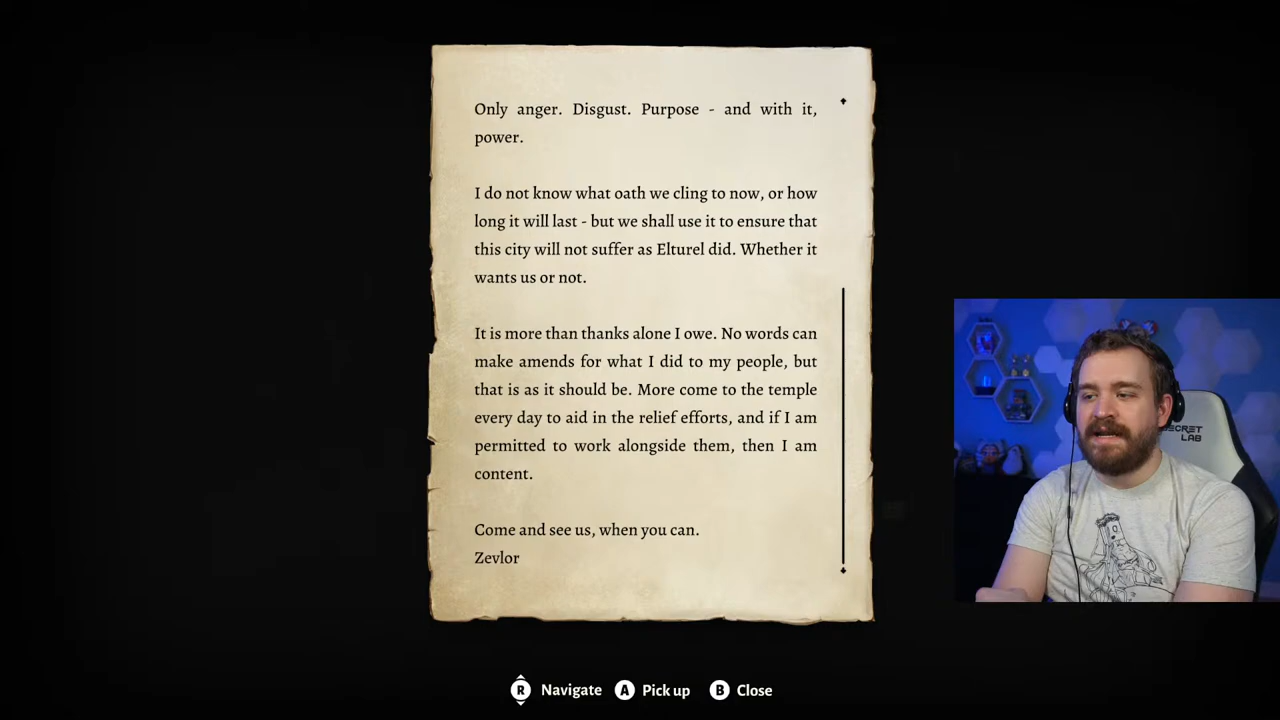 Only anger. Disgust. Purpose - and with it,
power.
I do not know what oath we cling to now, or how
long it will last - but we shall use it to ensure that
this city will not suffer as Elturel did. Whether it
wants us or not.
It is more than thanks alone I owe. No words can
make amends for what I did to my people, but
that is as it should be. More come to the temple
every day to aid in the relief efforts, and if I am
permitted to work alongside them, then I am
content.
Come and see us, when you can.
Zevlor
SECRET
LAB
R Navigate A Pick up B Close